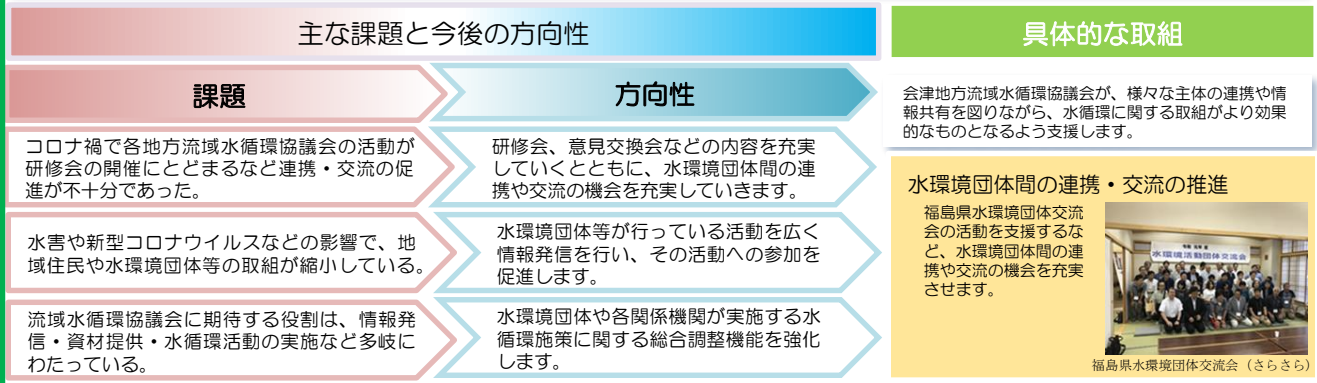 主な課題と今後の方向性
具体的な取組
課題
方向性
コロナ禍で各地方流域水循環協議会の活動が
研修会の開催にとどまるなど連携・交流の促
進が不十分であった。
研修会、意見交換会などの内容を充実
していくとともに、水環境団体間の連
携や交流の機会を充実していきます。
水害や新型コロナウイルスなどの影響で、地
域住民や水環境団体等の取組が縮小している。
水環境団体等が行っている活動を広く
情報発信を行い、その活動への参加を
促進します。
流域水循環協議会に期待する役割は、情報発
信・資材提供・水循環活動の実施など多岐に
わたっている。
水環境団体や各関係機関が実施する水
循環施策に関する総合調整機能を強化
します。
会津地方流域水循環協議会が、様々な主体の連携や情
報共有を図りながら、水循環に関する取組がより効果
的なものとなるよう支援します。
水環境団体間の連携・交流の推進
福島県水環境団体交流
会の活動を支援するな
ど、水環境団体間の連
携や交流の機会を充実
させます。
水環境活動団体交流会
福島県水環境団体交流会（さらさら）